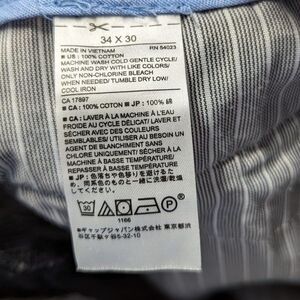 34 X 30
MADE IN VIETNAM RN 54023
■ US : 100% COTTON
MACHINE WASH COLD GENTLE CYCLE/
WASH AND DRY WITH LIKE COLORS/
ONLY NON-CHLORINE BLEACH
WHEN NEEDED/ TUMBLE DRY LOW/
COOL IRON
CA 17897
■ CA : 100% COTON ■ JP : 100% 綿
■ CA : LAVER À LA MACHINE À L'EAU
FROIDE AU CYCLE DÉLICAT/ LAVER ET
SÉCHER AVEC DES COULEURS
SEMBLABLES/ UTILISER AU BESOIN UN
AGENT DE BLANCHIMENT SANS
CHLORE UNIQUEMENT/ SÉCHER À LA
MACHINE À BASSE TEMPÉRATURE/
REPASSER À BASSE TEMPÉRATURE
■ JP : 色落ちや色移りを避けるた
め、同系色のものと一緒に洗濯/乾燥
してください。
30
1166
■ギャップジャパン株式会社 東京都渋
谷区千駄ヶ谷5-32-10